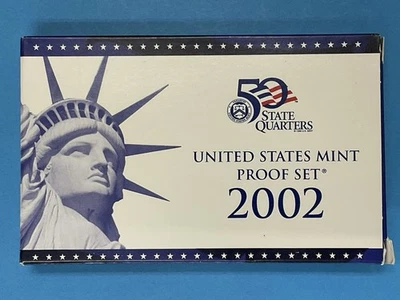 50
STATE
QUARTERS
UNITED STATES MINT
PROOF SET®
2002